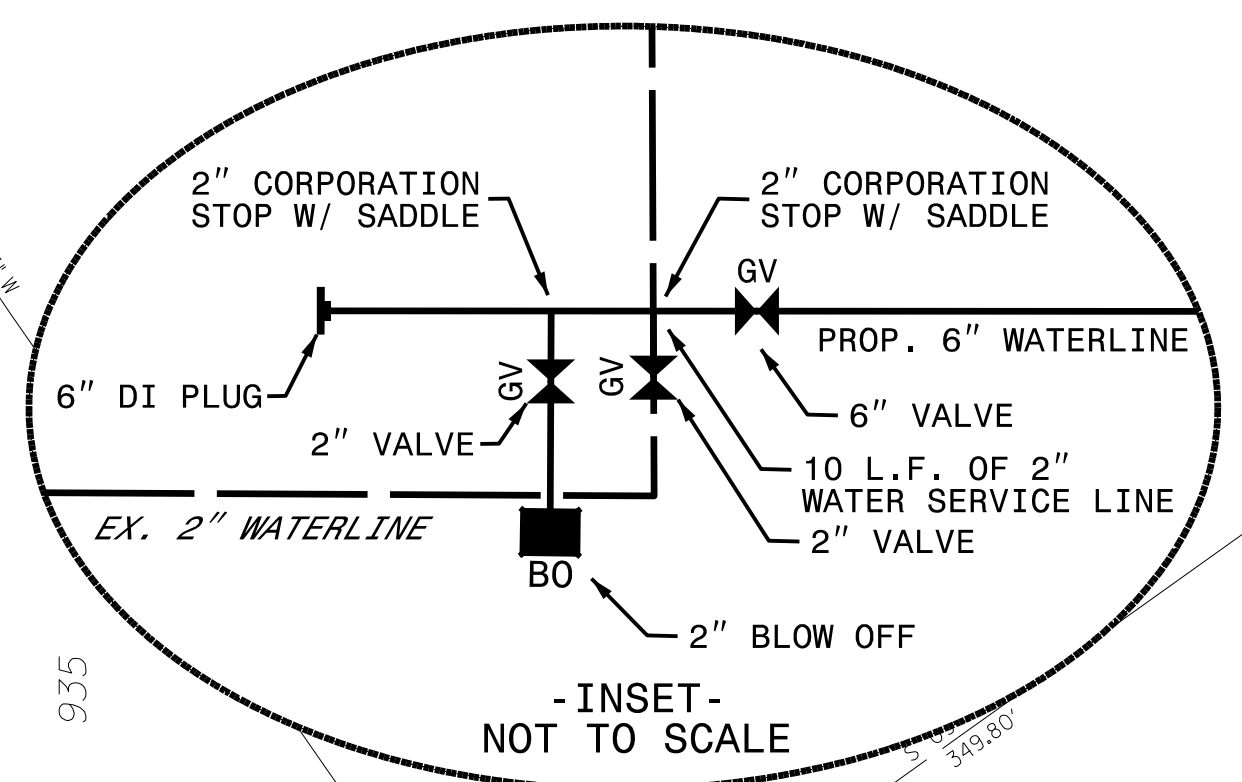 2" CORPORATION
STOP W/ SADDLE
2" CORPORATION
STOP W/ SADDLE
GV
PROP. 6" WATERLINE
6" DI PLUG
GV
GV
2" VALVE
6" VALVE
10 L.F. OF 2"
WATER SERVICE LINE
2" VALVE
EX. 2" WATERLINE
BO
2" BLOW OFF
-INSET-
NOT TO SCALE
935
" W
S
349.80'